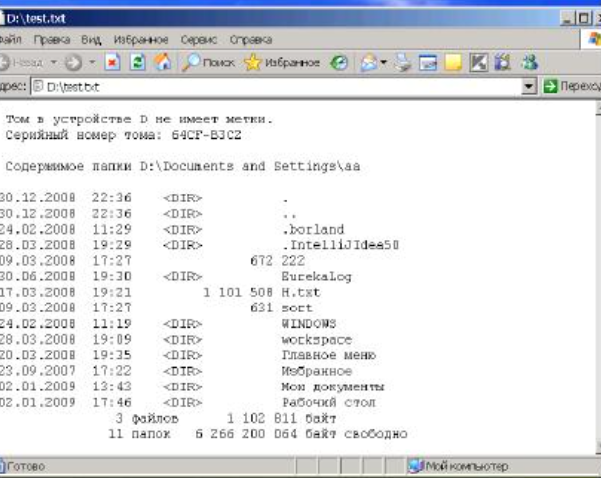 D:\test.txt
файл Правка Вид Избранное Сервис Справка
Назад Поиск Избранное
дрес: D:\test.txt Переход
Том в устройстве D не имеет метки.
Серийный номер тома: 64CF-B3C2
Содержимое папки D:\Documents and Settings\aa
30.12.2008 22:36 <DIR> .
30.12.2008 22:36 <DIR> ..
24.02.2008 11:29 <DIR> .borland
28.03.2008 19:29 <DIR> .IntelliJIdea50
09.03.2008 17:27 672 222
30.06.2008 19:30 <DIR> EurekaLog
17.03.2008 19:21 1 101 508 H.txt
09.03.2008 17:27 631 sort
24.02.2008 11:19 <DIR> WINDOWS
28.03.2008 19:09 <DIR> workspace
20.03.2008 19:35 <DIR> Главное меню
23.09.2007 17:22 <DIR> Избранное
02.01.2009 13:43 <DIR> Мои документы
02.01.2009 17:46 <DIR> Рабочий стол
3 файлов 1 102 811 байт
11 папок 6 266 200 064 байт свободно
Готово Мой компьютер